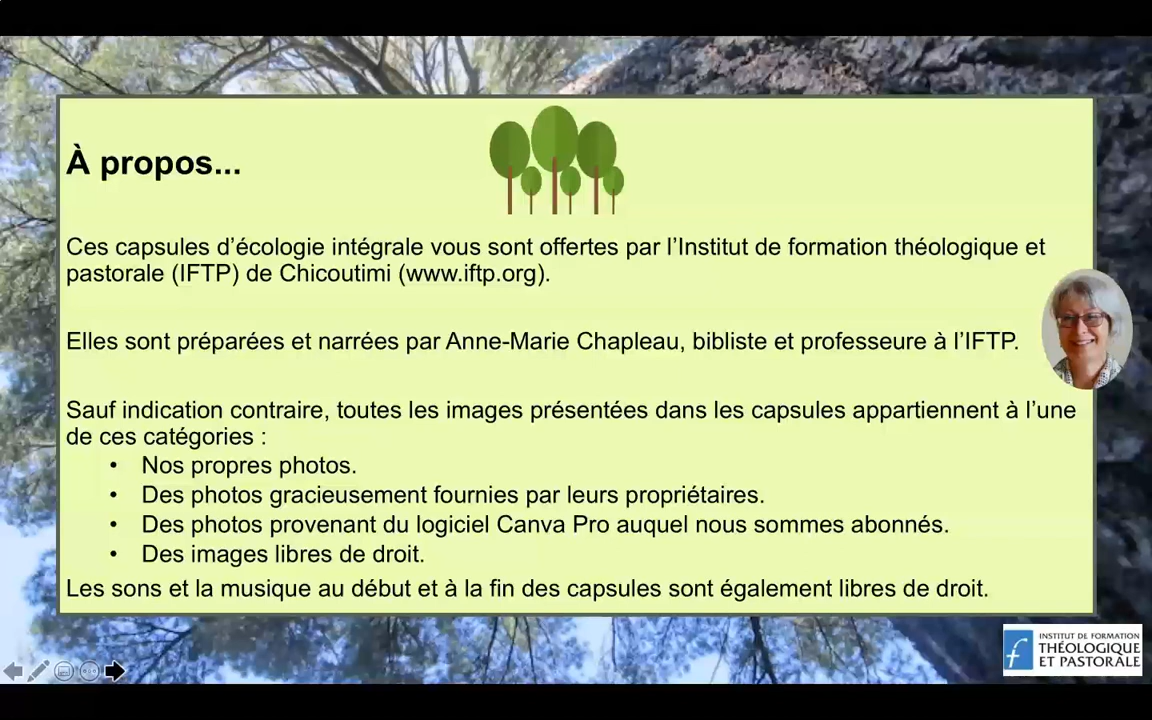 À propos...
Ces capsules d’écologie intégrale vous sont offertes par l’Institut de formation théologique et
pastorale (IFTP) de Chicoutimi (www.iftp.org).
Elles sont préparées et narrées par Anne-Marie Chapleau, bibliste et professeure à l’IFTP.
Sauf indication contraire, toutes les images présentées dans les capsules appartiennent à l’une
de ces catégories :
• Nos propres photos.
• Des photos gracieusement fournies par leurs propriétaires.
• Des photos provenant du logiciel Canva Pro auquel nous sommes abonnés.
• Des images libres de droit.
Les sons et la musique au début et à la fin des capsules sont également libres de droit.
INSTITUT DE FORMATION
THÉOLOGIQUE
ET PASTORALE